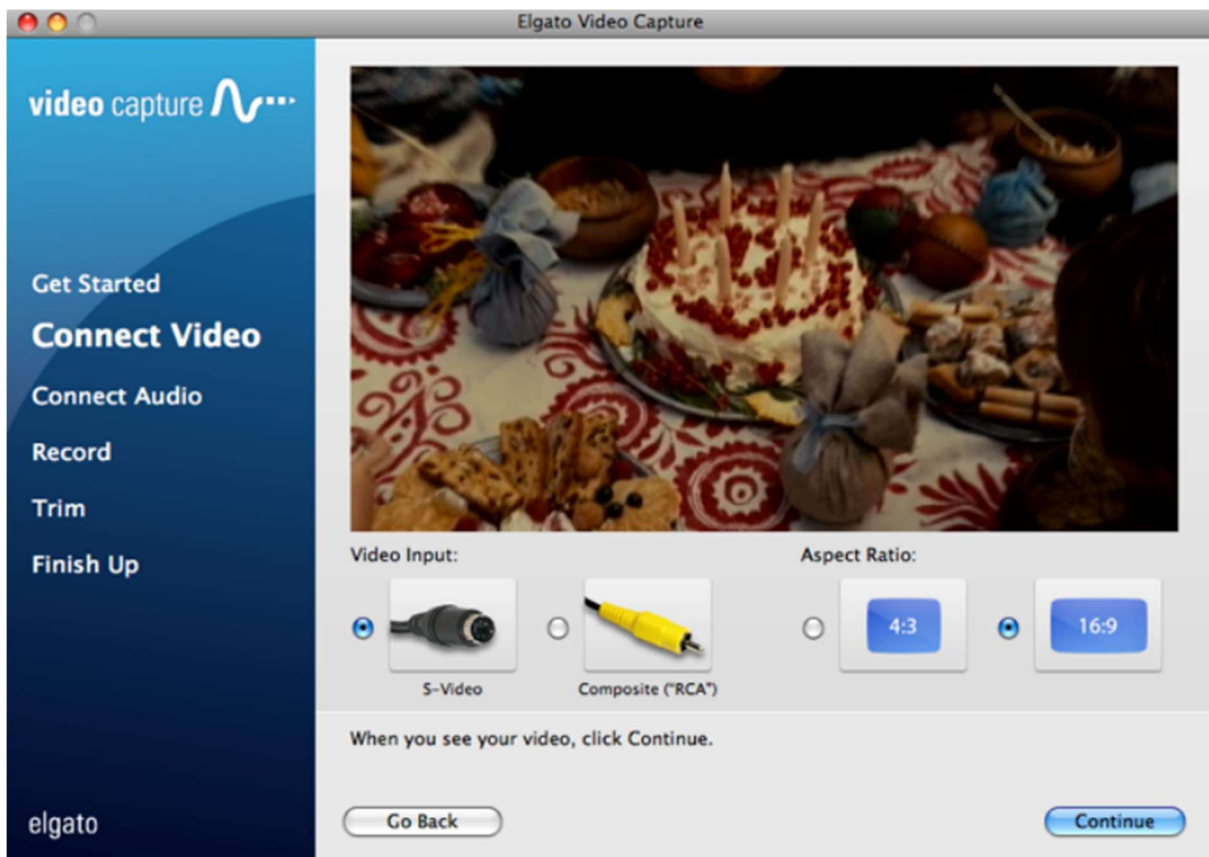 Elgato Video Capture
video capture
Get Started
Connect Video
Connect Audio
Record
Trim
Finish Up
elgato
Video Input:
S-Video
Composite ("RCA")
Aspect Ratio:
4:3
16:9
When you see your video, click Continue.
Go Back
Continue